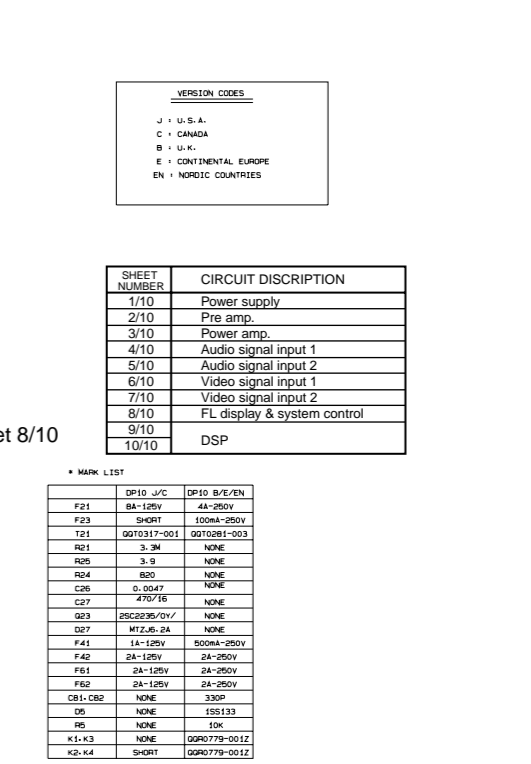 VERSION CODES
J : U.S.A.
C : CANADA
B : U.K.
E : CONTINENTAL EUROPE
EN : NORDIC COUNTRIES
SHEET NUMBER CIRCUIT DISCRIPTION
1/10 Power supply
2/10 Pre amp.
3/10 Power amp.
4/10 Audio signal input 1
5/10 Audio signal input 2
6/10 Video signal input 1
7/10 Video signal input 2
8/10 FL display & system control
9/10
10/10 DSP
et 8/10
* MARK LIST
DP10 J/C DP10 B/E/EN
F21 8A-125V 4A-250V
F23 SHORT 100mA-250V
T21 QQT0317-001 QQT0281-003
R21 3.3M NONE
R25 3.9 NONE
R24 820 NONE
C26 0.0047 NONE
C27 470/16 NONE
Q23 2SC2235/OY/ NONE
D27 MTZJ6.2A NONE
F41 1A-125V 500mA-250V
F42 2A-125V 2A-250V
F61 2A-125V 2A-250V
F62 2A-125V 2A-250V
CB1.CB2 NONE 330P
D5 NONE 1SS133
R5 NONE 10K
K1.K3 NONE QQR0779-001Z
K2.K4 SHORT QQR0779-001Z